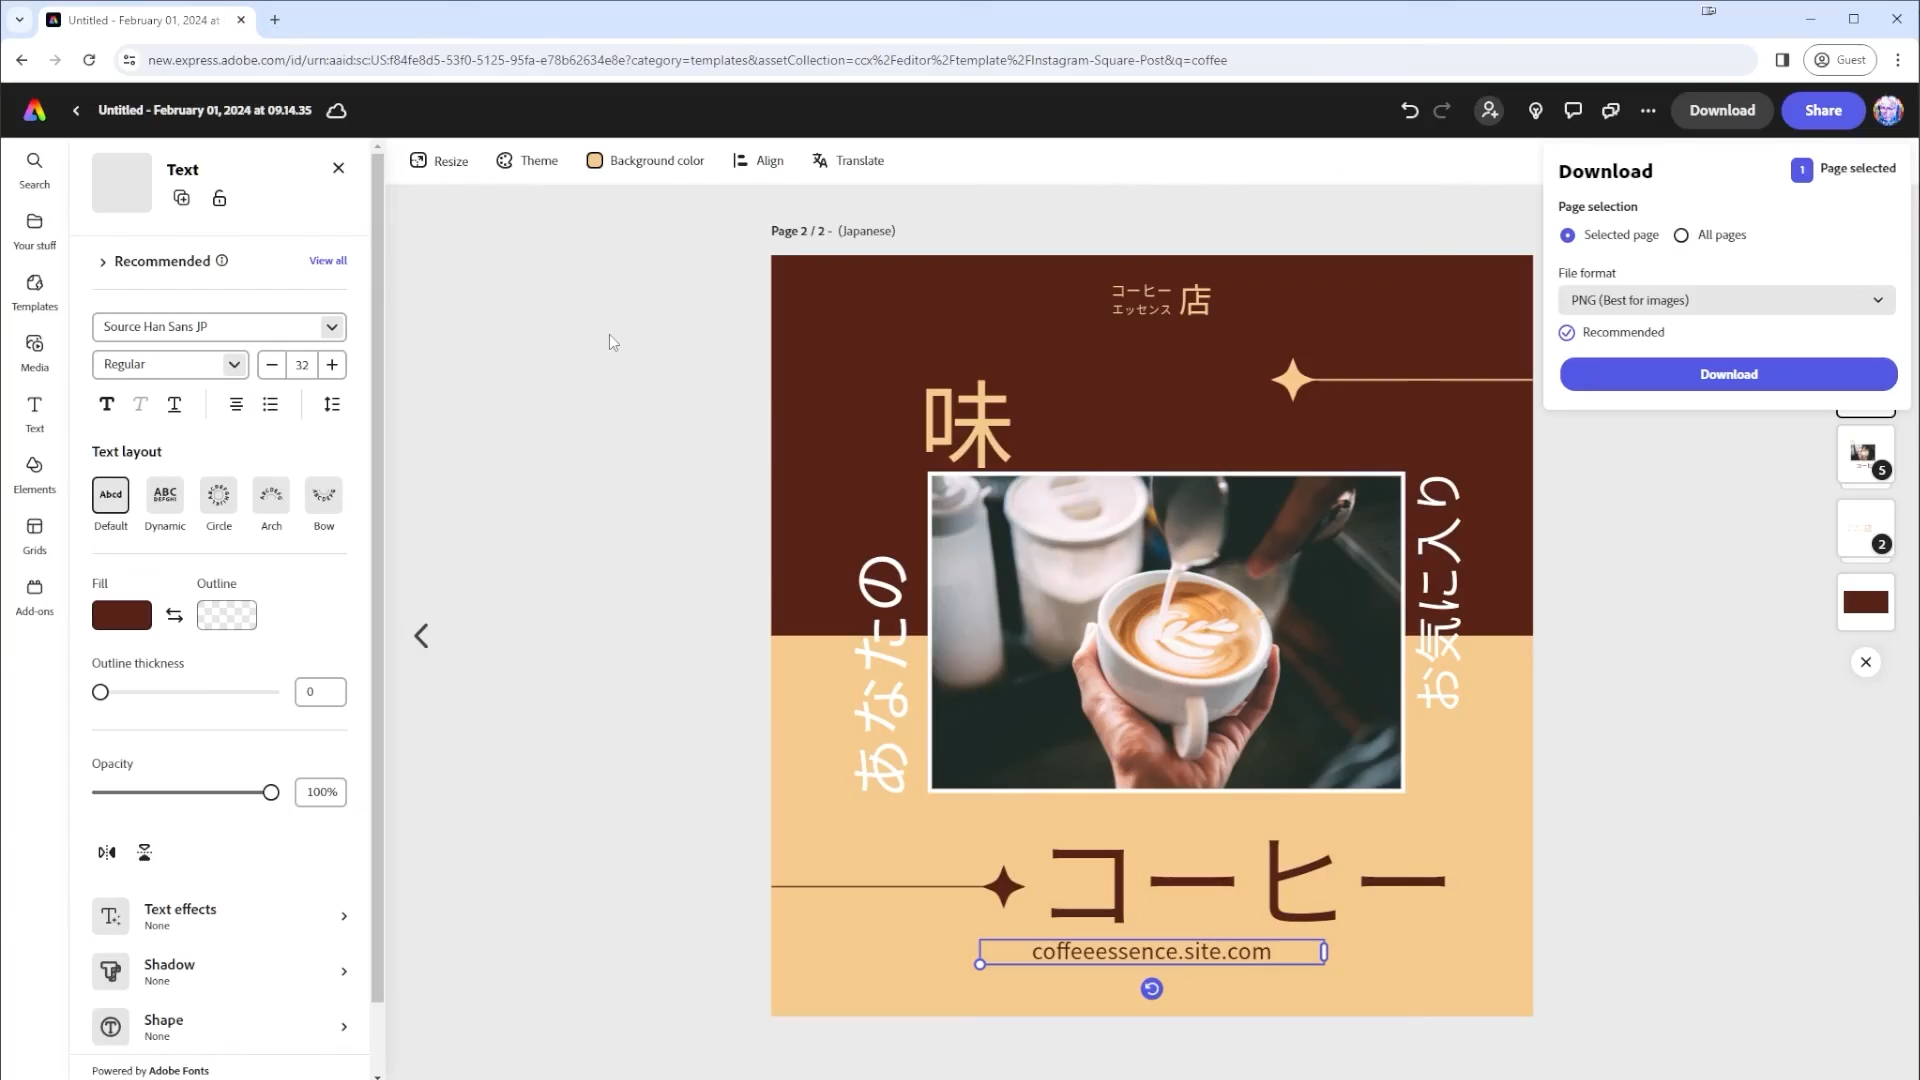 Untitled - February 01, 2024 at
new.express.adobe.com/id/urn:aaid:sc:US:f84fe8d5-53f0-5125-95fa-e78b62634e8e?category=templates&assetCollection=ccx%2Feditor%2Ftemplate%2FInstagram-Square-Post&q=coffee
Guest
Untitled - February 01, 2024 at 09.14.35
Download
Share
Search
Your stuff
Templates
Media
Text
Elements
Grids
Add-ons
Text
Recommended
View all
Source Han Sans JP
Regular
32
Text layout
Abcd
Default
ABC
DEFGHI
Dynamic
Circle
Arch
Bow
Fill
Outline
Outline thickness
0
Opacity
100%
Text effects
None
Shadow
None
Shape
None
Powered by Adobe Fonts
Resize
Theme
Background color
Align
Translate
Page 2 / 2 - (Japanese)
コーヒー
エッセンス
店
味
あなたの
お気に入り
コーヒー
coffeeessence.site.com
Download
1 Page selected
Page selection
Selected page
All pages
File format
PNG (Best for images)
Recommended
Download
5
2